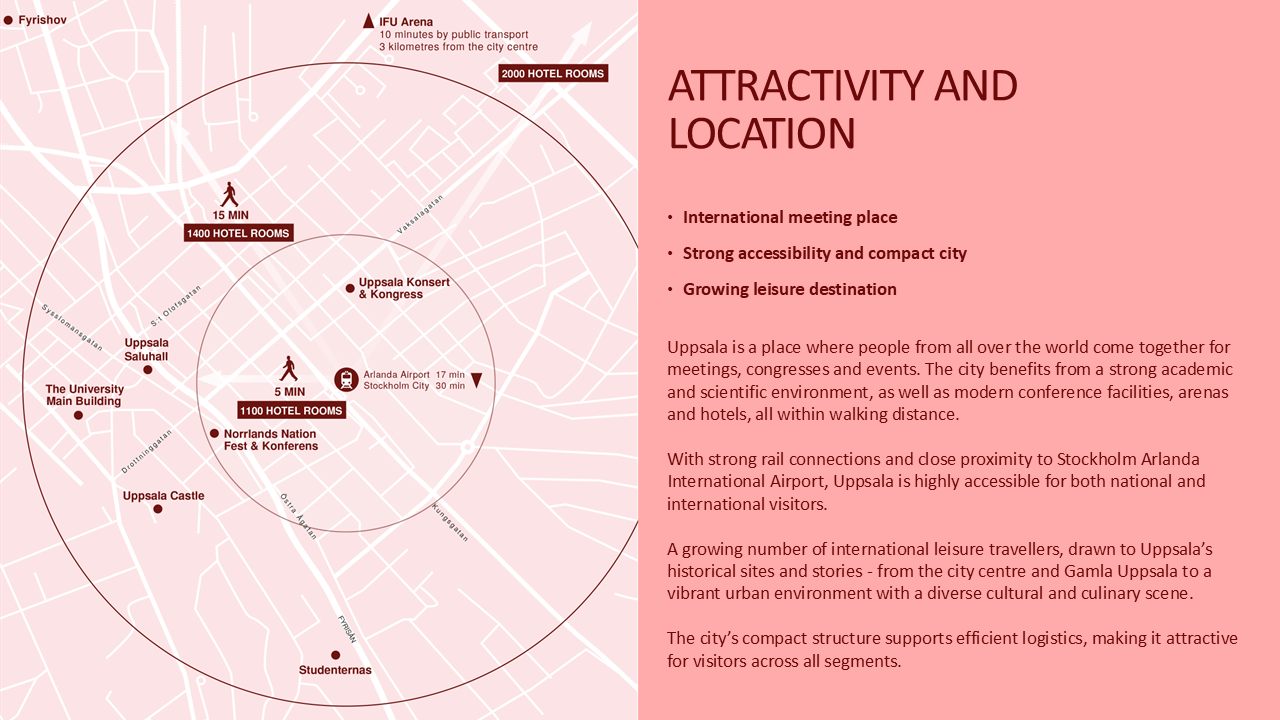 Fyrishov
IFU Arena
10 minutes by public transport
3 kilometres from the city centre
2000 HOTEL ROOMS
15 MIN
1400 HOTEL ROOMS
Vaksalagatan
Uppsala Konsert
& Kongress
S:t Olofsgatan
Sysslomansgatan
Uppsala
Saluhall
The University
Main Building
5 MIN
1100 HOTEL ROOMS
Arlanda Airport 17 min
Stockholm City 30 min
Norrlands Nation
Fest & Konferens
Drottninggatan
Uppsala Castle
Östra Ågatan
Kungsgatan
FYRISÅN
Studenternas
ATTRACTIVITY AND
LOCATION
• International meeting place
• Strong accessibility and compact city
• Growing leisure destination
Uppsala is a place where people from all over the world come together for
meetings, congresses and events. The city benefits from a strong academic
and scientific environment, as well as modern conference facilities, arenas
and hotels, all within walking distance.
With strong rail connections and close proximity to Stockholm Arlanda
International Airport, Uppsala is highly accessible for both national and
international visitors.
A growing number of international leisure travellers, drawn to Uppsala’s
historical sites and stories - from the city centre and Gamla Uppsala to a
vibrant urban environment with a diverse cultural and culinary scene.
The city’s compact structure supports efficient logistics, making it attractive
for visitors across all segments.